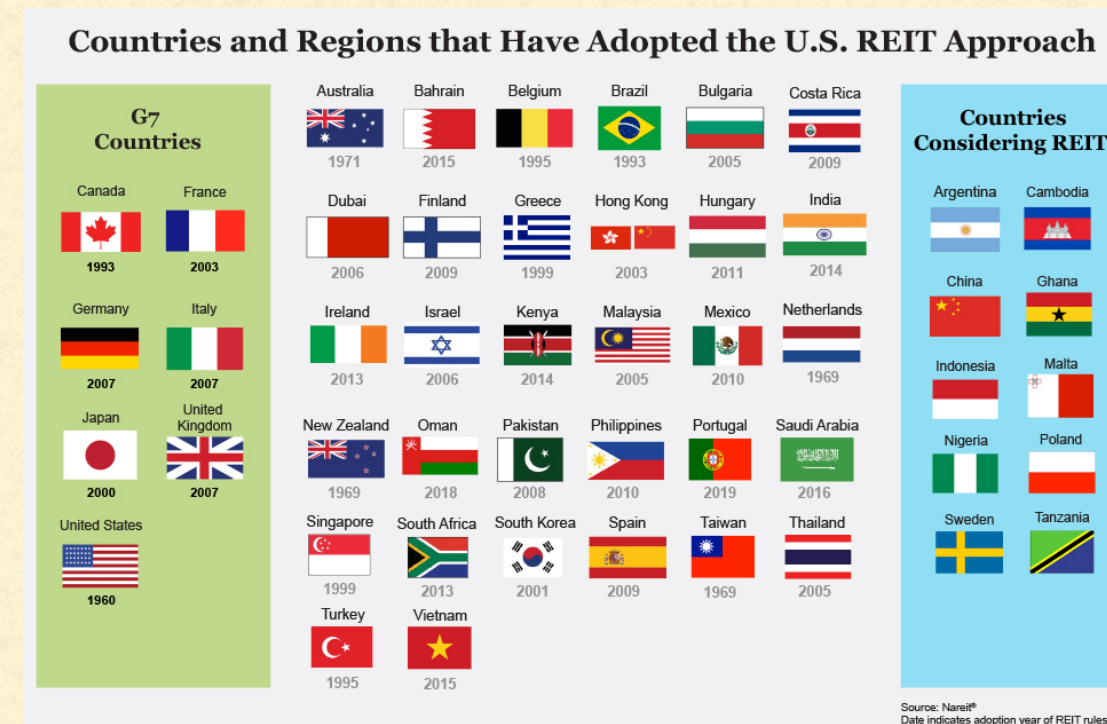 Countries and Regions that Have Adopted the U.S. REIT Approach
G7
Countries
Canada France
1993 2003
Germany Italy
2007 2007
Japan United
Kingdom
2000 2007
United States
1960
Australia Bahrain Belgium Brazil Bulgaria Costa Rica
1971 2015 1995 1993 2005 2009
Dubai Finland Greece Hong Kong Hungary India
2006 2009 1999 2003 2011 2014
Ireland Israel Kenya Malaysia Mexico Netherlands
2013 2006 2014 2005 2010 1969
New Zealand Oman Pakistan Philippines Portugal Saudi Arabia
1969 2018 2008 2010 2019 2016
Singapore South Africa South Korea Spain Taiwan Thailand
1999 2013 2001 2009 1969 2005
Turkey Vietnam
1995 2015
Countries
Considering REIT
Argentina Cambodia
China Ghana
Indonesia Malta
Nigeria Poland
Sweden Tanzania
Source: Nareit®
Date indicates adoption year of REIT rules